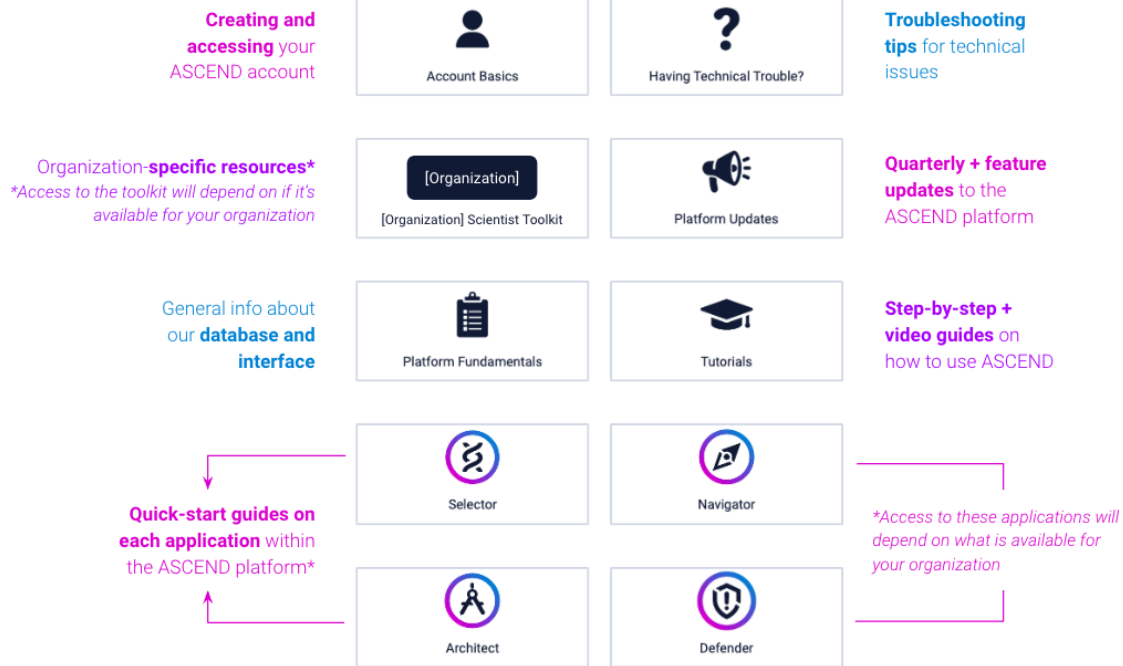 Creating and
accessing your
ASCEND account
Account Basics
Having Technical Trouble?
Troubleshooting
tips for technical
issues
Organization-specific resources*
*Access to the toolkit will depend on if it's
available for your organization
[Organization]
[Organization] Scientist Toolkit
Platform Updates
Quarterly + feature
updates to the
ASCEND platform
General info about
our database and
interface
Platform Fundamentals
Tutorials
Step-by-step +
video guides on
how to use ASCEND
Selector
Navigator
Quick-start guides on
each application within
the ASCEND platform*
*Access to these applications will
depend on what is available for
your organization
Architect
Defender